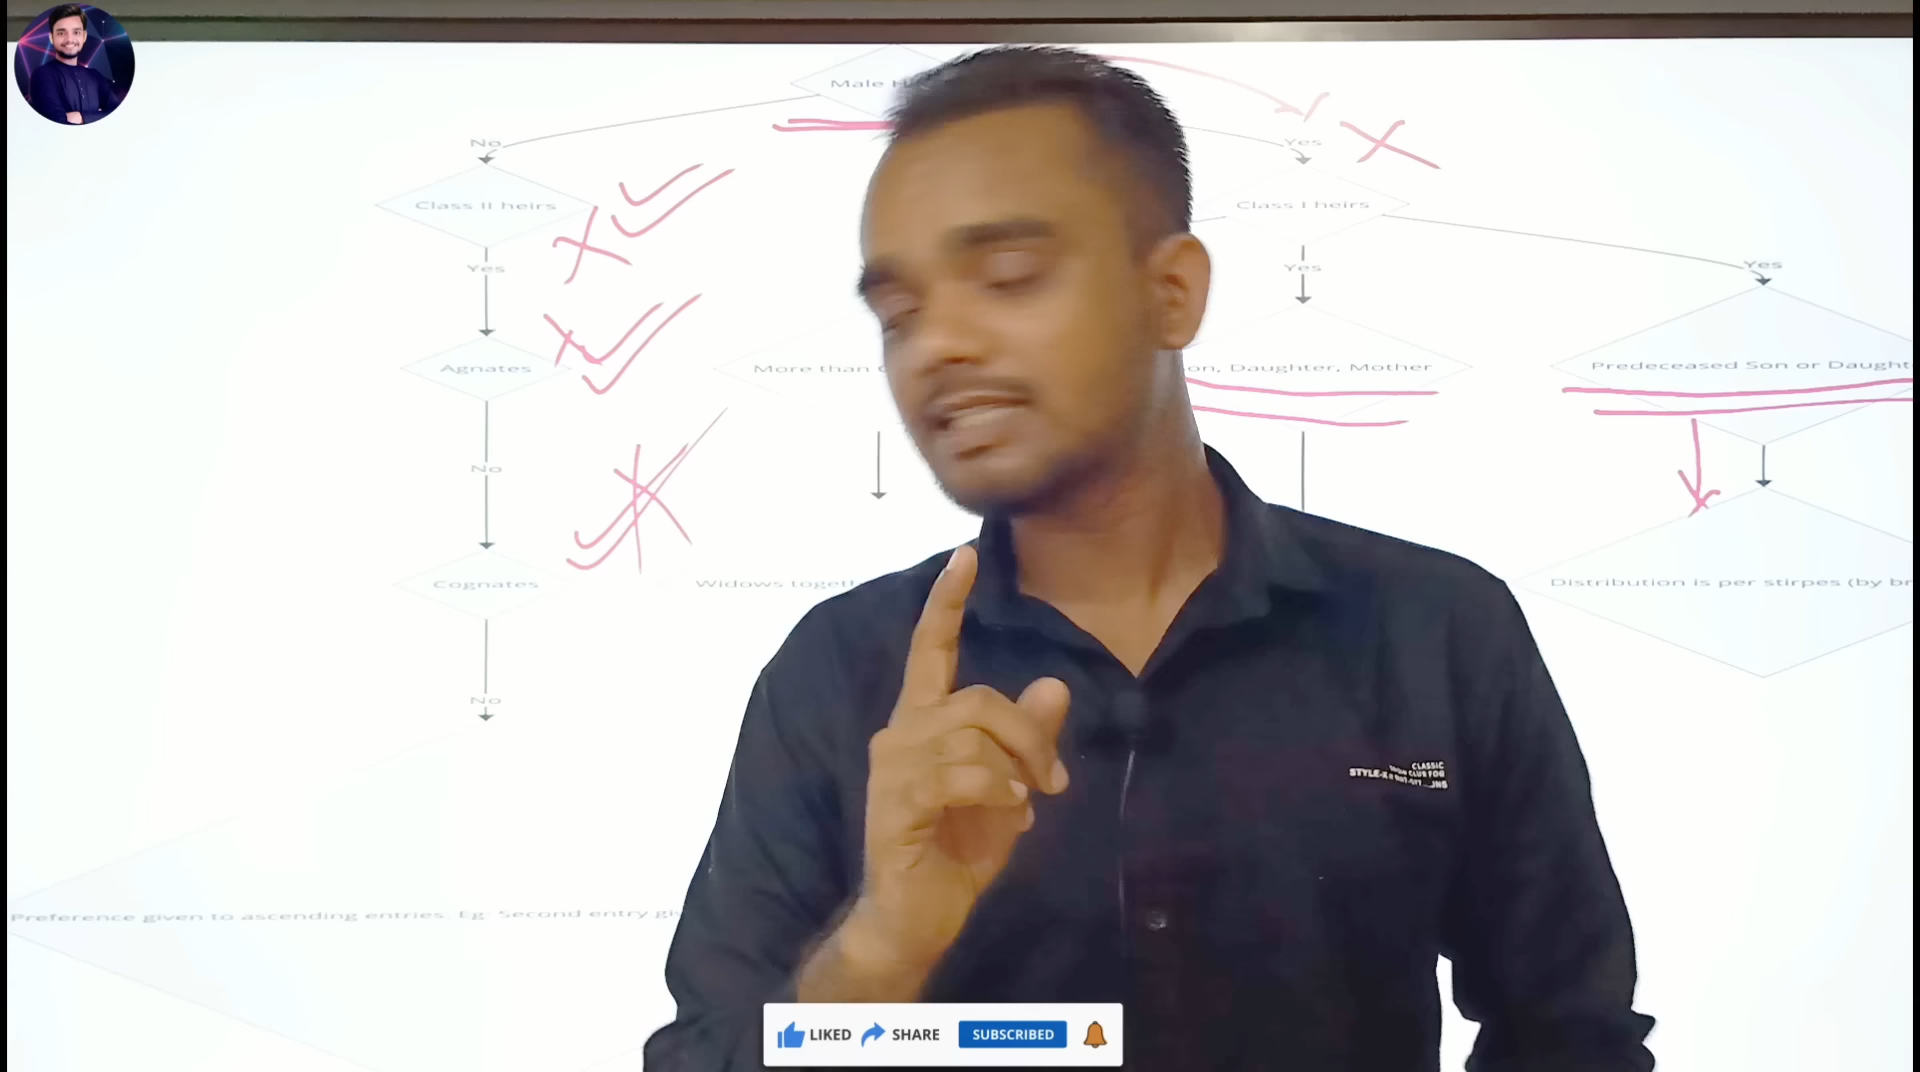 Male
No
Yes
Class II heirs
Class I heirs
Yes
Yes
Yes
Agnates
More than
on, Daughter, Mother
Predeceased Son or Daught
No
Cognates
Widows togeth
Distribution is per stirpes (by br
No
CLASSIC
Preference given to ascending entries. Eg: Second entry gi
LIKED SHARE SUBSCRIBED